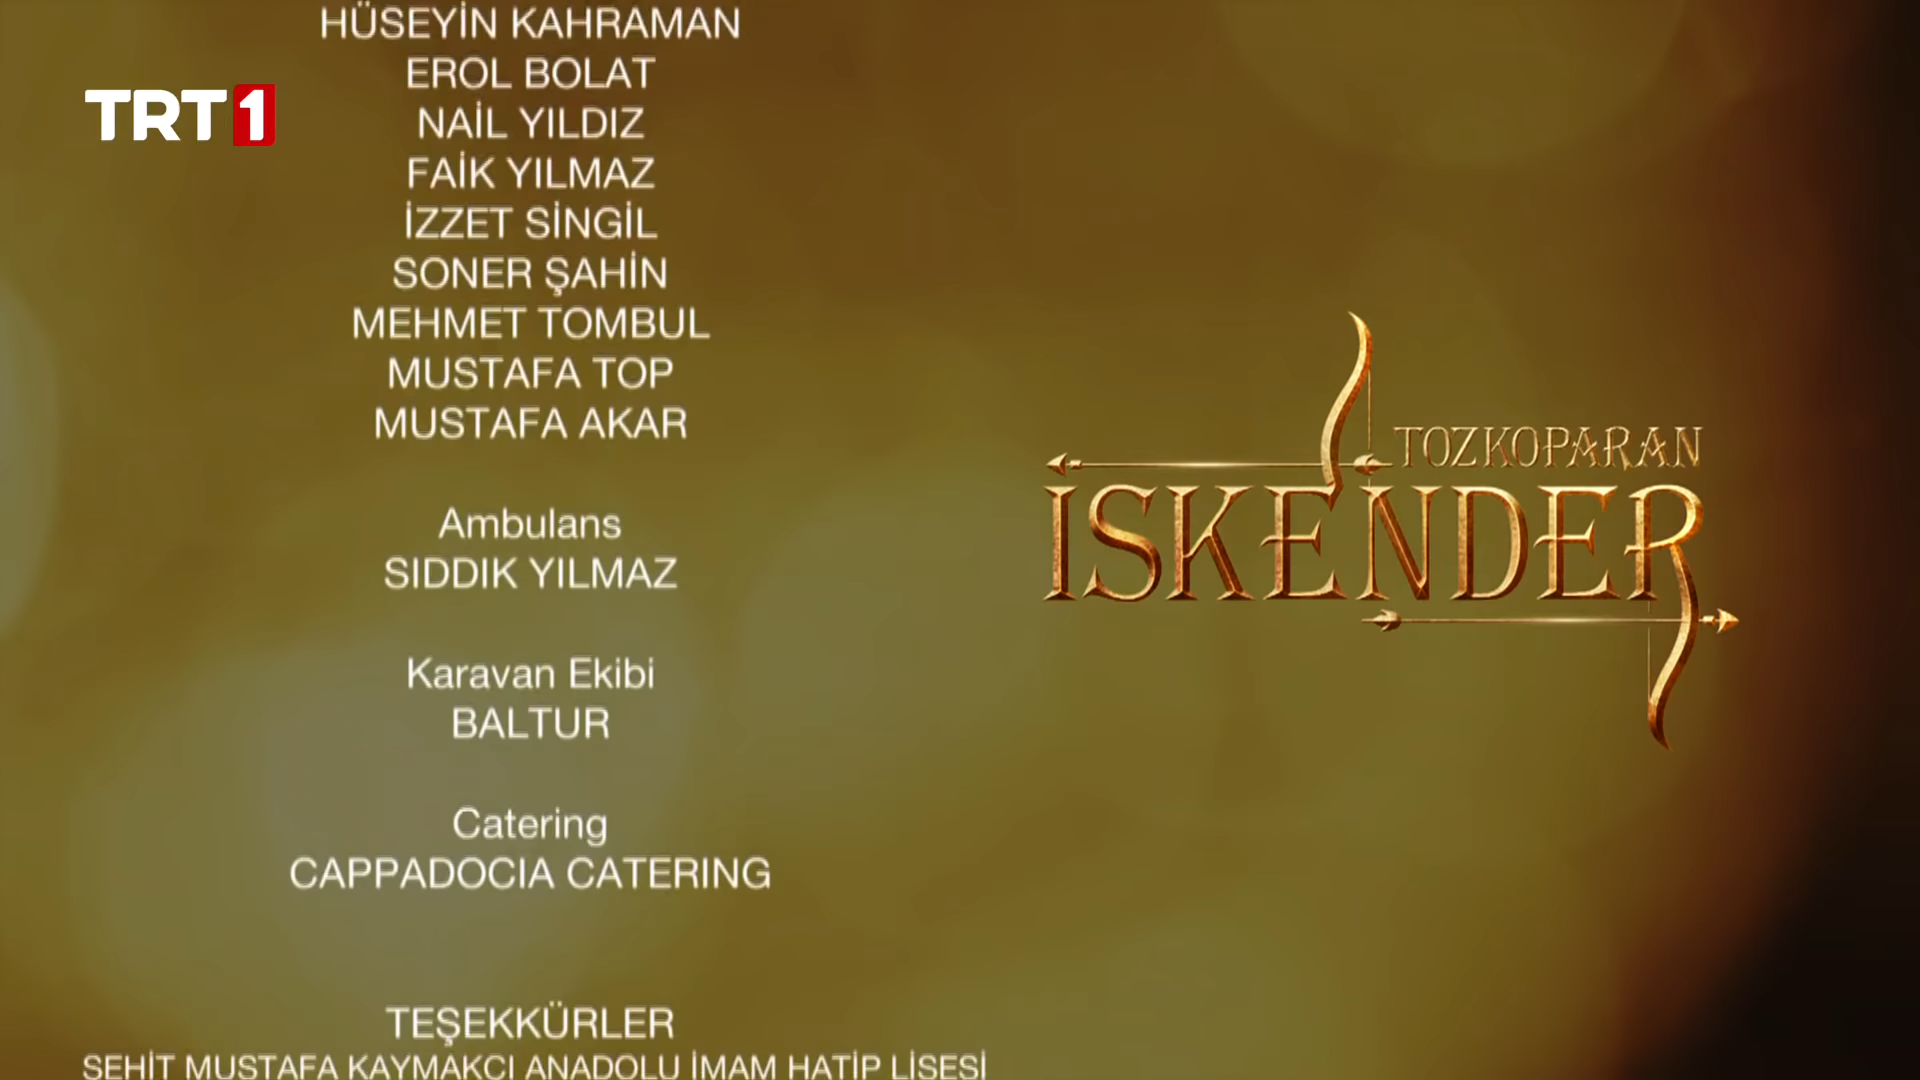 HÜSEYİN KAHRAMAN
EROL BOLAT
TRT 1
NAİL YILDIZ
FAİK YILMAZ
İZZET SİNGİL
SONER ŞAHİN
MEHMET TOMBUL
MUSTAFA TOP
MUSTAFA AKAR
Ambulans
SIDDIK YILMAZ
Karavan Ekibi
BALTUR
Catering
CAPPADOCIA CATERING
TEŞEKKÜRLER
ŞEHİT MUSTAFA KAYMAKÇI ANADOLU İMAM HATİP LİSESİ
TOZKOPARAN
İSKENDER